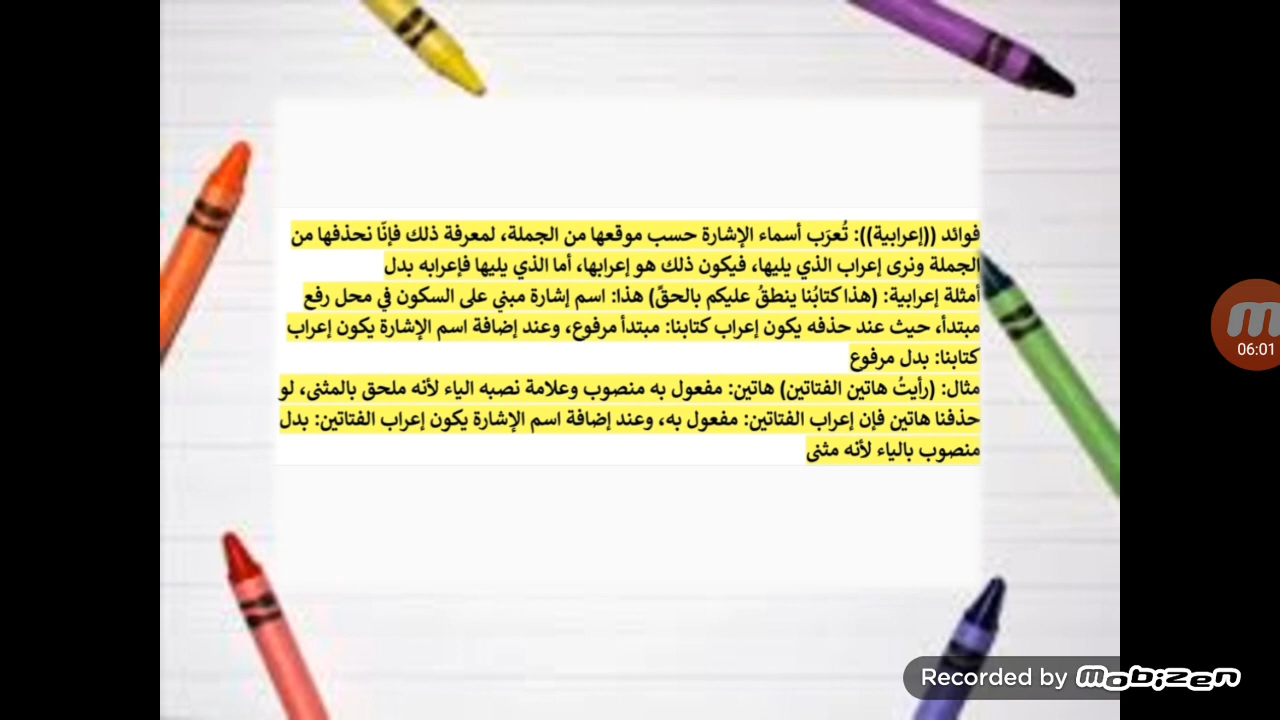 فوائد ((إعرابية)): تُعرَب أسماء الإشارة حسب موقعها من الجملة، لمعرفة ذلك فإنّا نحذفها من
الجملة ونرى إعراب الذي يليها، فيكون ذلك هو إعرابها، أما الذي يليها فإعرابه بدل
أمثلة إعرابية: (هذا كتابُنا ينطقُ عليكم بالحقِّ) هذا: اسم إشارة مبني على السكون في محل رفع
مبتدأ، حيث عند حذفه يكون إعراب كتابنا: مبتدأ مرفوع، وعند إضافة اسم الإشارة يكون إعراب
كتابنا: بدل مرفوع
مثال: (رأيتُ هاتين الفتاتين) هاتين: مفعول به منصوب وعلامة نصبه الياء لأنه ملحق بالمثنى، لو
حذفنا هاتين فإن إعراب الفتاتين: مفعول به، وعند إضافة اسم الإشارة يكون إعراب الفتاتين: بدل
منصوب بالياء لأنه مثنى
06:01
Recorded by mobizen